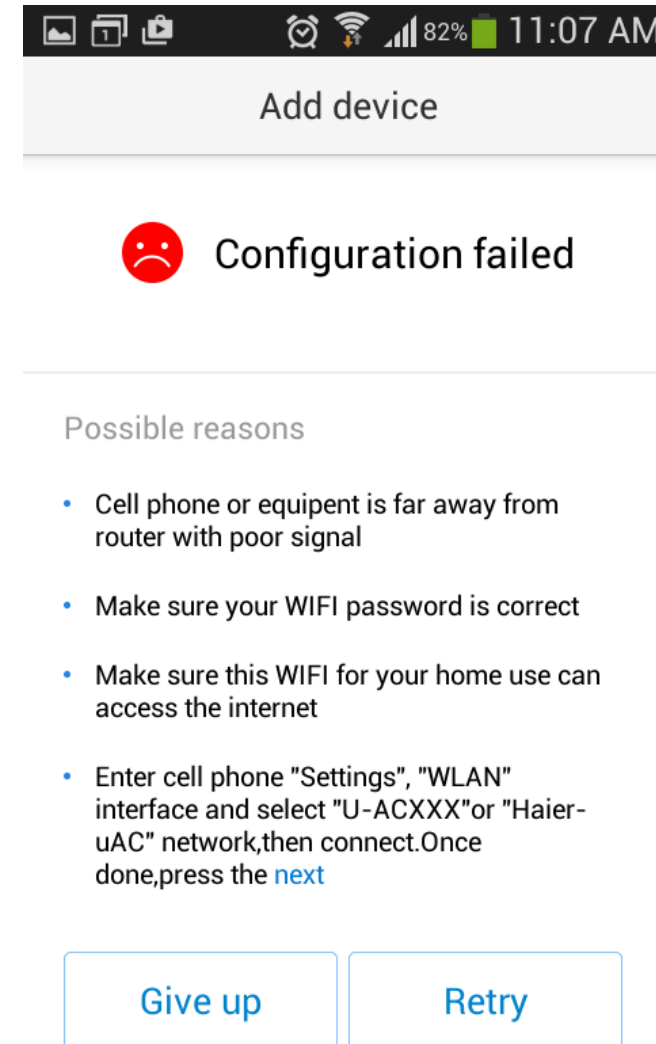 1 82% 11:07 AM
Add device
Configuration failed
Possible reasons
• Cell phone or equipent is far away from
router with poor signal
• Make sure your WIFI password is correct
• Make sure this WIFI for your home use can
access the internet
• Enter cell phone "Settings", "WLAN"
interface and select "U-ACXXX"or "Haier-
uAC" network,then connect.Once
done,press the next
Give up Retry